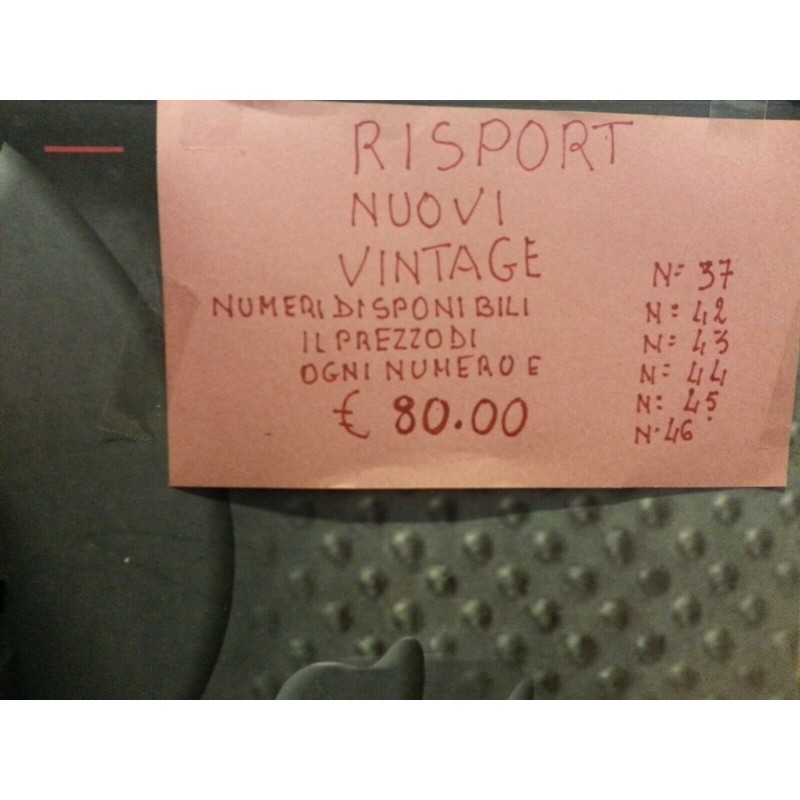 RISPORT
NUOVI
VINTAGE
NUMERI DISPONIBILI
IL PREZZO DI
OGNI NUMERO E
€ 80.00
N= 37
N= 42
N= 43
N= 44
N: 45
N. 46